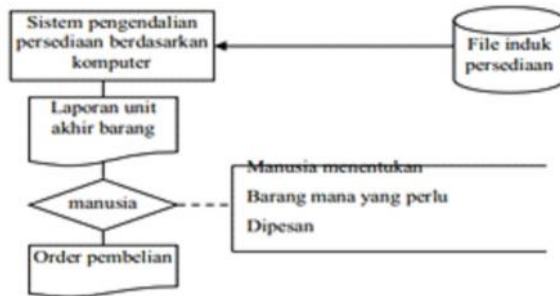 Sistem pengendalian
persediaan berdasarkan
komputer
File induk
persediaan
Laporan unit
akhir barang
manusia
Manusia menentukan
Barang mana yang perlu
Dipesan
Order pembelian